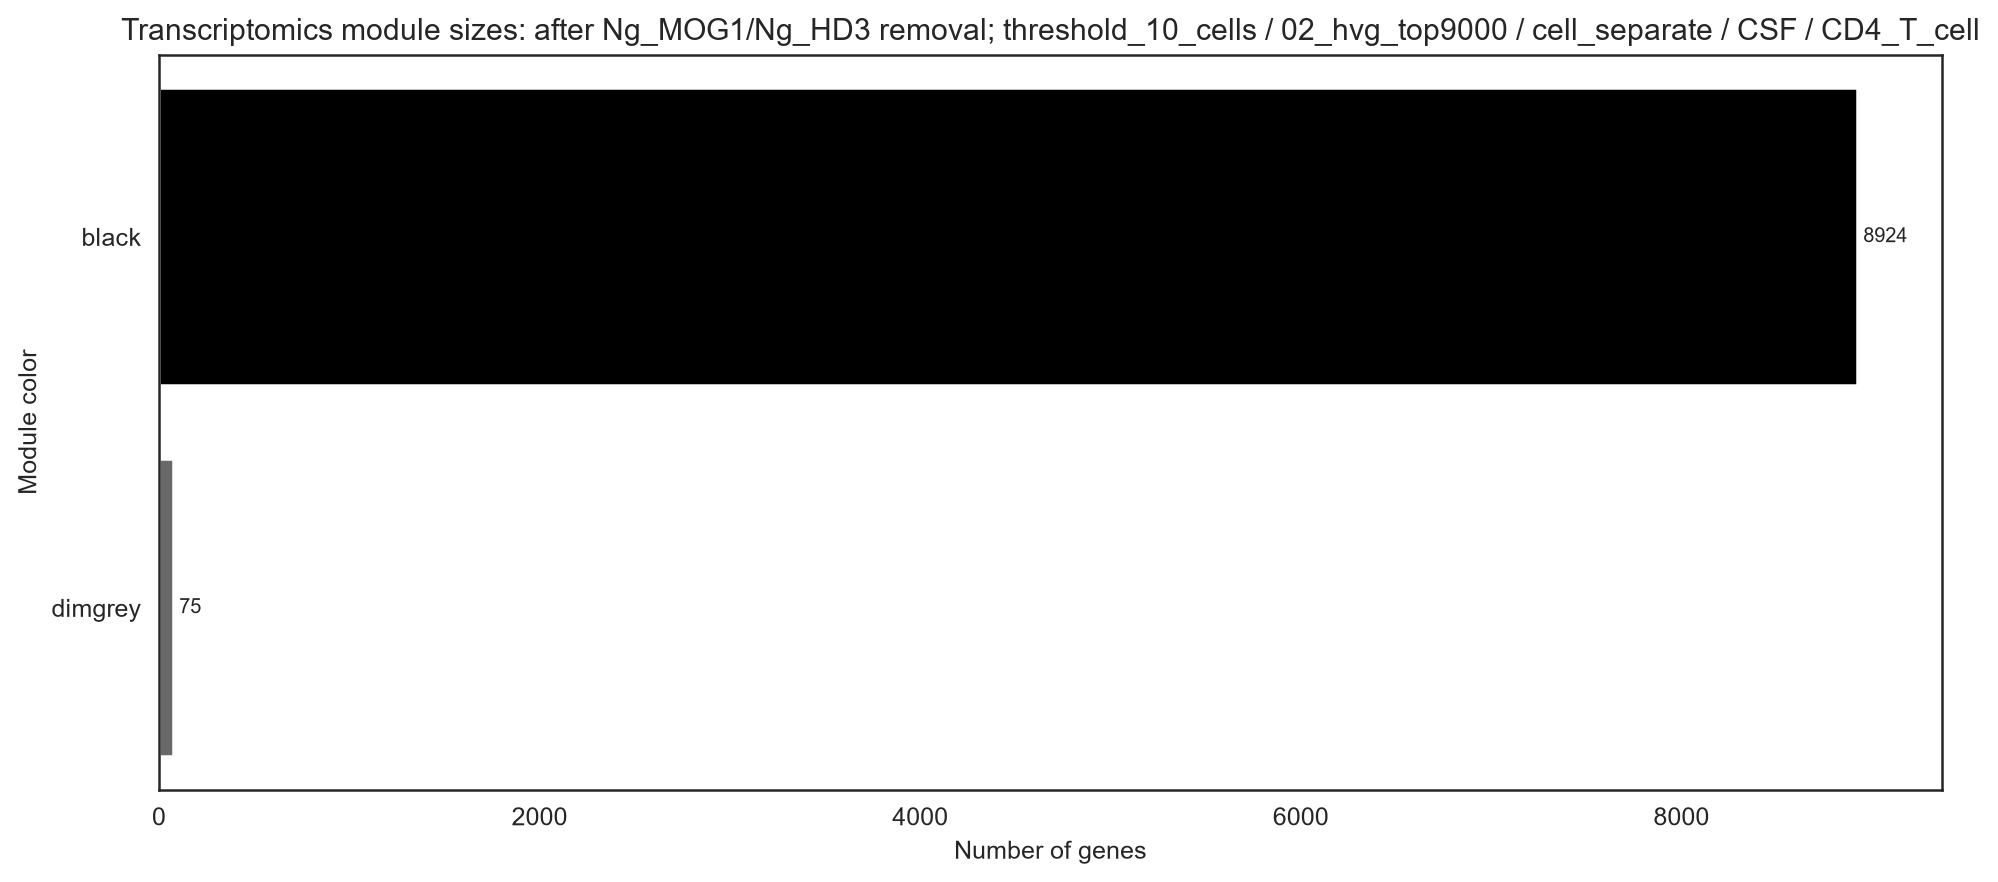 Transcriptomics module sizes: after Ng_MOG1/Ng_HD3 removal; threshold_10_cells / 02_hvg_top9000 / cell_separate / CSF / CD4_T_cell
black
8924
Module color
dimgrey
75
0 2000 4000 6000 8000
Number of genes